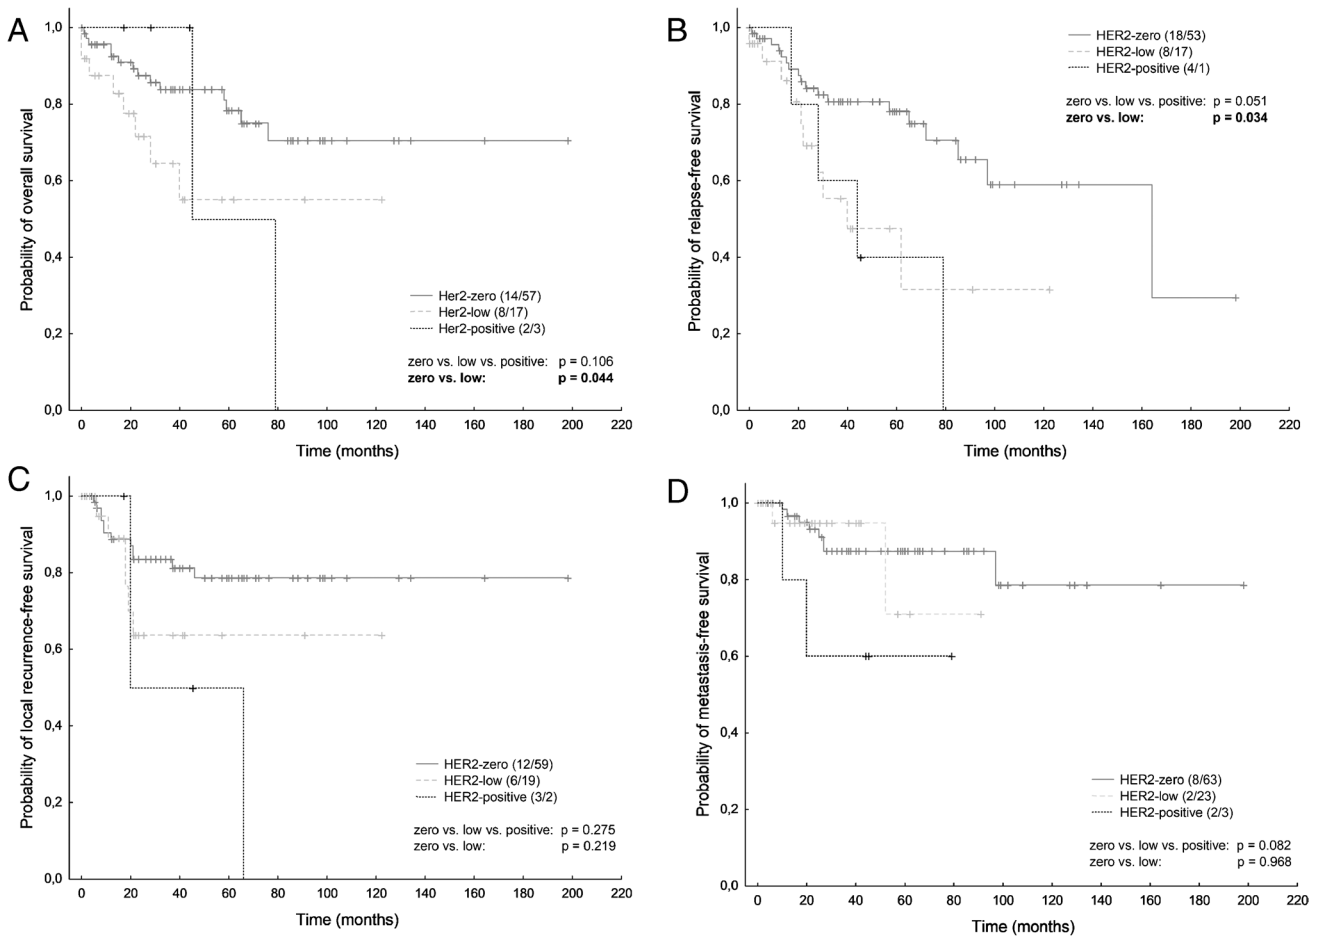 A
1,0
0,8
0,6
0,4
0,2
0,0
Probability of overall survival
Her2-zero (14/57)
Her2-low (8/17)
Her2-positive (2/3)
zero vs. low vs. positive: p = 0.106
zero vs. low: p = 0.044
0 20 40 60 80 100 120 140 160 180 200 220
Time (months)
B
1,0
0,8
0,6
0,4
0,2
0,0
Probability of relapse-free survival
HER2-zero (18/53)
HER2-low (8/17)
HER2-positive (4/1)
zero vs. low vs. positive: p = 0.051
zero vs. low: p = 0.034
0 20 40 60 80 100 120 140 160 180 200 220
Time (months)
C
1,0
0,8
0,6
0,4
0,2
0,0
Probability of local recurrence-free survival
HER2-zero (12/59)
HER2-low (6/19)
HER2-positive (3/2)
zero vs. low vs. positive: p = 0.275
zero vs. low: p = 0.219
0 20 40 60 80 100 120 140 160 180 200 220
Time (months)
D
1,0
0,8
0,6
0,4
0,2
0,0
Probability of metastasis-free survival
HER2-zero (8/63)
HER2-low (2/23)
HER2-positive (2/3)
zero vs. low vs. positive: p = 0.082
zero vs. low: p = 0.968
0 20 40 60 80 100 120 140 160 180 200 220
Time (months)